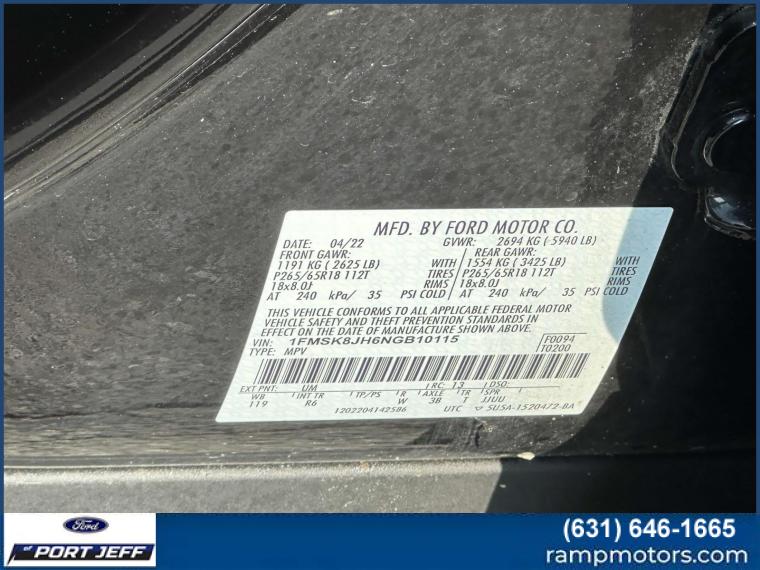 MFD. BY FORD MOTOR CO.
DATE: 04/22 GVWR: 2694 KG ( 5940 LB)
FRONT GAWR: REAR GAWR:
1191 KG ( 2625 LB) WITH 1554 KG ( 3425 LB) WITH
P265/65R18 112T TIRES P265/65R18 112T TIRES
18x8.0J RIMS 18x8.0J RIMS
AT 240 kPa/ 35 PSI COLD AT 240 kPa/ 35 PSI COLD
THIS VEHICLE CONFORMS TO ALL APPLICABLE FEDERAL MOTOR
VEHICLE SAFETY AND THEFT PREVENTION STANDARDS IN
EFFECT ON THE DATE OF MANUFACTURE SHOWN ABOVE.
VIN: 1FMSK8JH6NGB10115 F0094
TYPE: MPV T0200
EXT PNT: UM RC: 13 DSO:
WB INT TR TP/PS R AXLE TR SPR
119 R6 W 3B T JJUU
1202204142586 UTC 5U5A-1520472-BA
Ford
of PORT JEFF
(631) 646-1665
rampmotors.com